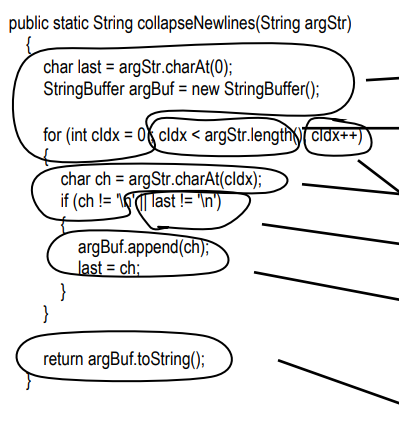 public static String collapseNewlines(String argStr)
{
char last = argStr.charAt(0);
StringBuffer argBuf = new StringBuffer();
for (int cIdx = 0 ; cIdx < argStr.length(); cIdx++)
{
char ch = argStr.charAt(cIdx);
if (ch != '\n' || last != '\n')
{
argBuf.append(ch);
last = ch;
}
}
return argBuf.toString();
}